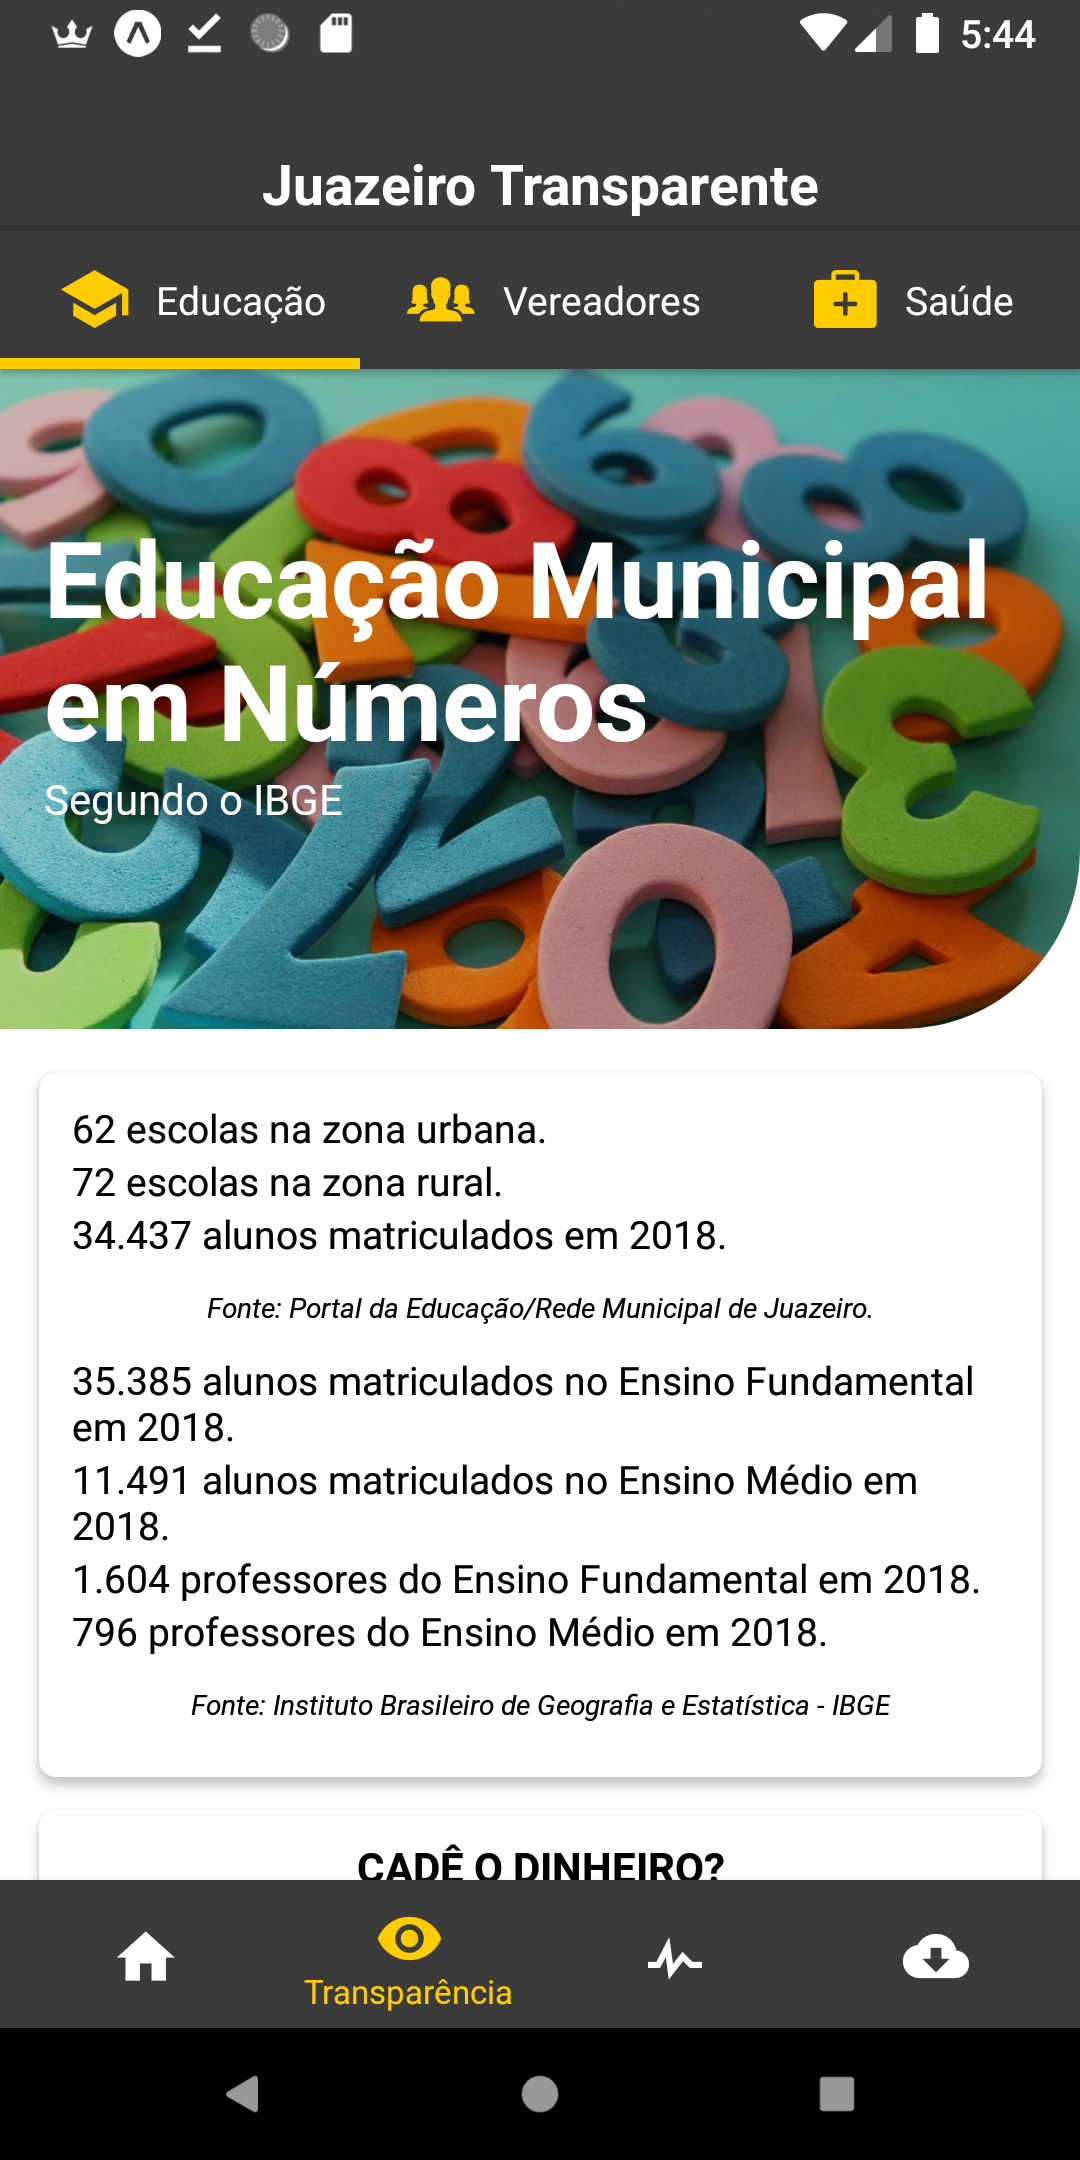 5:44
Juazeiro Transparente
Educação
Vereadores
Saúde
Educação Municipal
em Números
Segundo o IBGE
62 escolas na zona urbana.
72 escolas na zona rural.
34.437 alunos matriculados em 2018.
Fonte: Portal da Educação/Rede Municipal de Juazeiro.
35.385 alunos matriculados no Ensino Fundamental
em 2018.
11.491 alunos matriculados no Ensino Médio em
2018.
1.604 professores do Ensino Fundamental em 2018.
796 professores do Ensino Médio em 2018.
Fonte: Instituto Brasileiro de Geografia e Estatística - IBGE
CADÊ O DINHEIRO?
Transparência